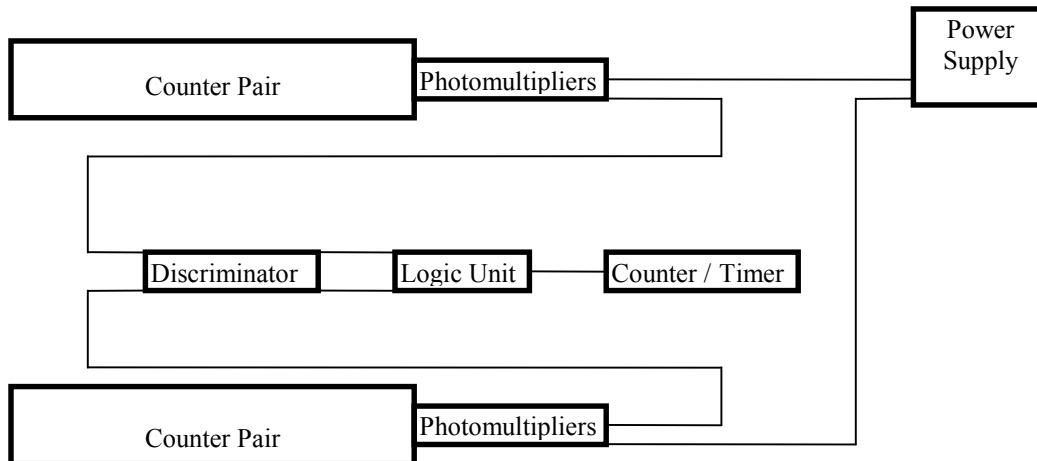 Power
Supply
Counter Pair
Photomultipliers
Discriminator
Logic Unit
Counter / Timer
Counter Pair
Photomultipliers